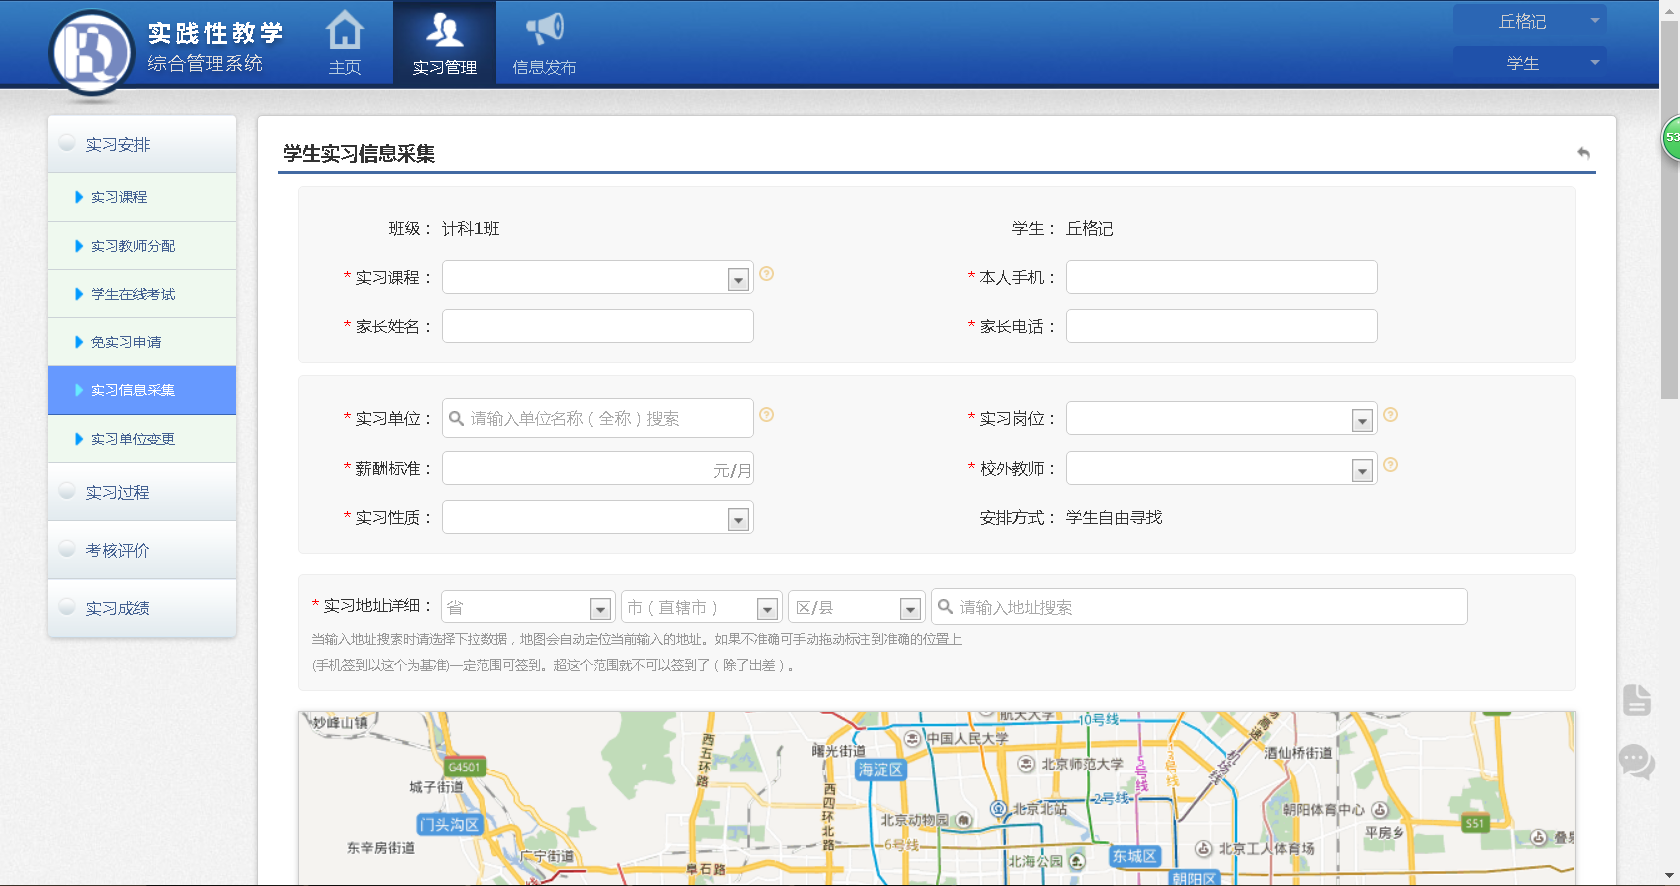 实践性教学
综合管理系统
主页
实习管理
信息发布
丘格记
学生
53
实习安排
实习课程
实习教师分配
学生在线考试
免实习申请
实习信息采集
实习单位变更
实习过程
考核评价
实习成绩
学生实习信息采集
班级： 计科1班
学生： 丘格记
* 实习课程：
* 本人手机：
* 家长姓名：
* 家长电话：
* 实习单位： 请输入单位名称（全称）搜索
* 实习岗位：
* 薪酬标准： 元/月
* 校外教师：
* 实习性质：
安排方式： 学生自由寻找
* 实习地址详细： 省 市（直辖市） 区/县 请输入地址搜索
当输入地址搜索时请选择下拉数据，地图会自动定位当前输入的地址。如果不准确可手动拖动标注到准确的位置上
(手机签到以这个为基准)一定范围可签到。超这个范围就不可以签到了（除了出差）。
妙峰山镇
航天大学
10号线
中国人民大学
西五环路
曙光街道
海淀区
北京师范大学
5号线
13号线
机场线
高速
酒仙桥街道
G4501
城子街道
西四环北路
北京北站
2号线
朝阳体育中心
门头沟区
北京动物园
平房乡
S51
东辛房街道
广宁街道
阜石路
6号线
北海公园
东城区
北京工人体育场
朝阳区